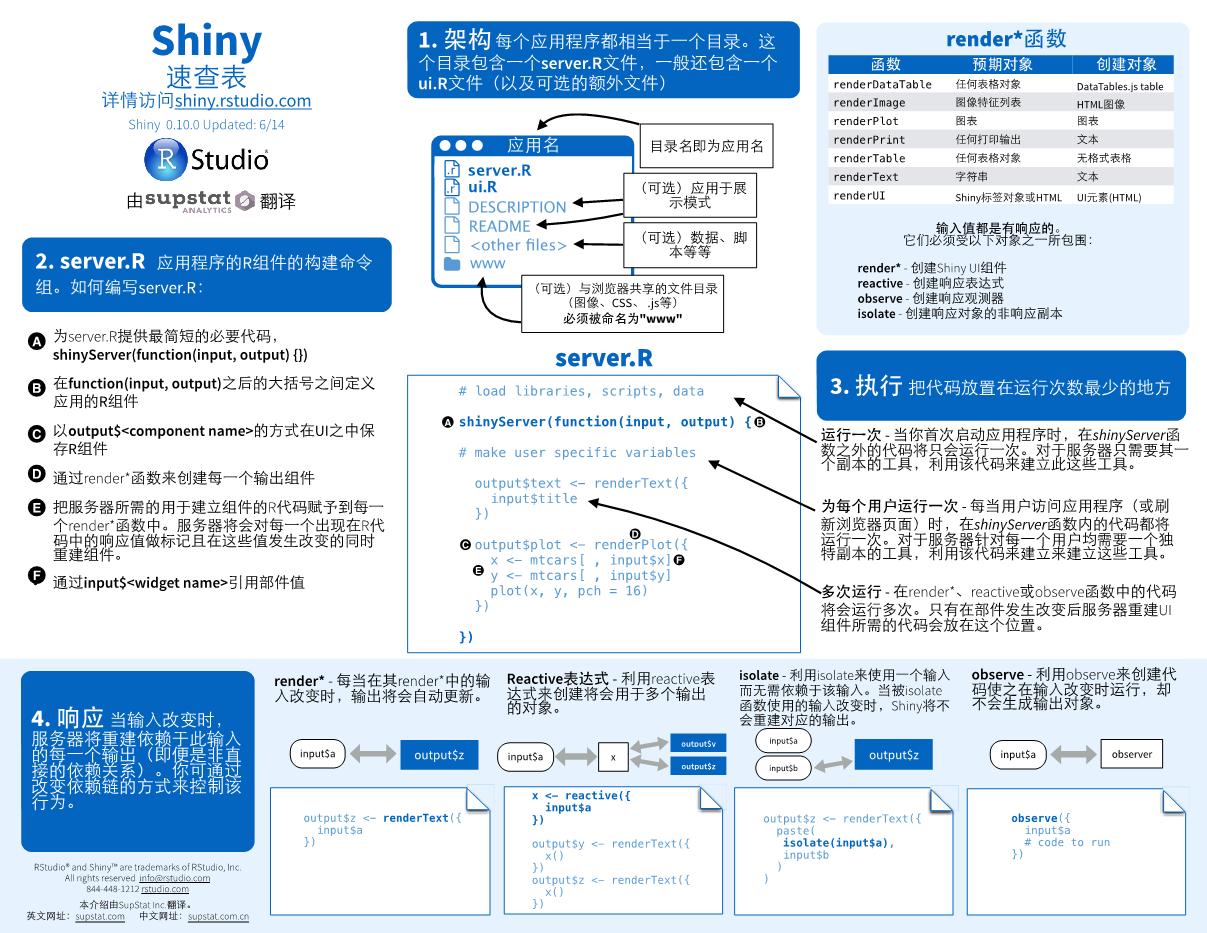 Shiny
速查表
详情访问shiny.rstudio.com
Shiny 0.10.0 Updated: 6/14
R Studio®
由supstat翻译
ANALYTICS
1. 架构 每个应用程序都相当于一个目录。这
个目录包含一个server.R文件，一般还包含一个
ui.R文件（以及可选的额外文件）
应用名
server.R
ui.R
DESCRIPTION
README
<other files>
www
目录名即为应用名
（可选）应用于展
示模式
（可选）数据、脚
本等等
（可选）与浏览器共享的文件目录
（图像、CSS、.js等）
必须被命名为"www"
render*函数
函数 预期对象 创建对象
renderDataTable 任何表格对象 DataTables.js table
renderImage 图像特征列表 HTML图像
renderPlot 图表 图表
renderPrint 任何打印输出 文本
renderTable 任何表格对象 无格式表格
renderText 字符串 文本
renderUI Shiny标签对象或HTML UI元素(HTML)
输入值都是有响应的。
它们必须受以下对象之一所包围：
render* - 创建Shiny UI组件
reactive - 创建响应表达式
observe - 创建响应观测器
isolate - 创建响应对象的非响应副本
2. server.R 应用程序的R组件的构建命令
组。如何编写server.R：
A 为server.R提供最简短的必要代码，
shinyServer(function(input, output) {})
B 在function(input, output)之后的大括号之间定义
应用的R组件
C 以output$<component name>的方式在UI之中保
存R组件
D 通过render*函数来创建每一个输出组件
E 把服务器所需的用于建立组件的R代码赋予到每一
个render*函数中。服务器将会对每一个出现在R代
码中的响应值做标记且在这些值发生改变的同时
重建组件。
F 通过input$<widget name>引用部件值
server.R
# load libraries, scripts, data
A shinyServer(function(input, output) { B
# make user specific variables
output$text <- renderText({
input$title
})
D
C output$plot <- renderPlot({
x <- mtcars[ , input$x] F
E y <- mtcars[ , input$y]
plot(x, y, pch = 16)
})
})
3. 执行 把代码放置在运行次数最少的地方
运行一次 - 当你首次启动应用程序时，在shinyServer函
数之外的代码将只会运行一次。对于服务器只需要其一
个副本的工具，利用该代码来建立此这些工具。
为每个用户运行一次 - 每当用户访问应用程序（或刷
新浏览器页面）时，在shinyServer函数内的代码都将
运行一次。对于服务器针对每一个用户均需要一个独
特副本的工具，利用该代码来建立来建立这些工具。
多次运行 - 在render*、reactive或observe函数中的代码
将会运行多次。只有在部件发生改变后服务器重建UI
组件所需的代码会放在这个位置。
4. 响应 当输入改变时，
服务器将重建依赖于此输入
的每一个输出（即便是非直
接的依赖关系）。你可通过
改变依赖链的方式来控制该
行为。
RStudio® and Shiny™ are trademarks of RStudio, Inc.
All rights reserved info@rstudio.com
844-448-1212 rstudio.com
本介绍由SupStat Inc.翻译。
英文网址： supstat.com 中文网址： supstat.com.cn
render* - 每当在其render*中的输
入改变时，输出将会自动更新。
input$a output$z
output$z <- renderText({
input$a
})
Reactive表达式 - 利用reactive表
达式来创建将会用于多个输出
的对象。
input$a x output$y
output$z
x <- reactive({
input$a
})
output$y <- renderText({
x()
})
output$z <- renderText({
x()
})
isolate - 利用isolate来使用一个输入
而无需依赖于该输入。当被isolate
函数使用的输入改变时，Shiny将不
会重建对应的输出。
input$a
output$z
input$b
output$z <- renderText({
paste(
isolate(input$a),
input$b
)
)
observe - 利用observe来创建代
码使之在输入改变时运行，却
不会生成输出对象。
input$a observer
observe({
input$a
# code to run
})